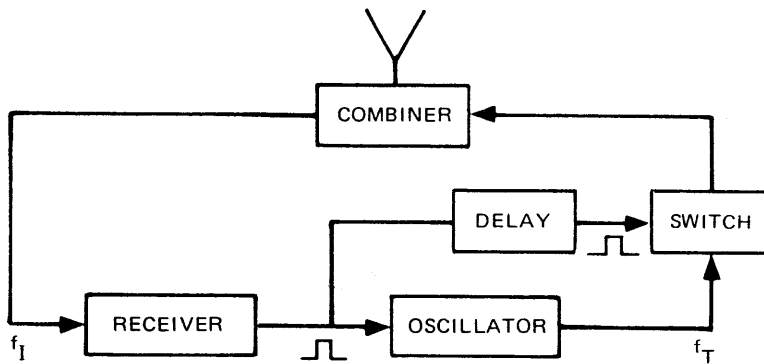 COMBINER
DELAY
SWITCH
RECEIVER
OSCILLATOR
f_I
f_T